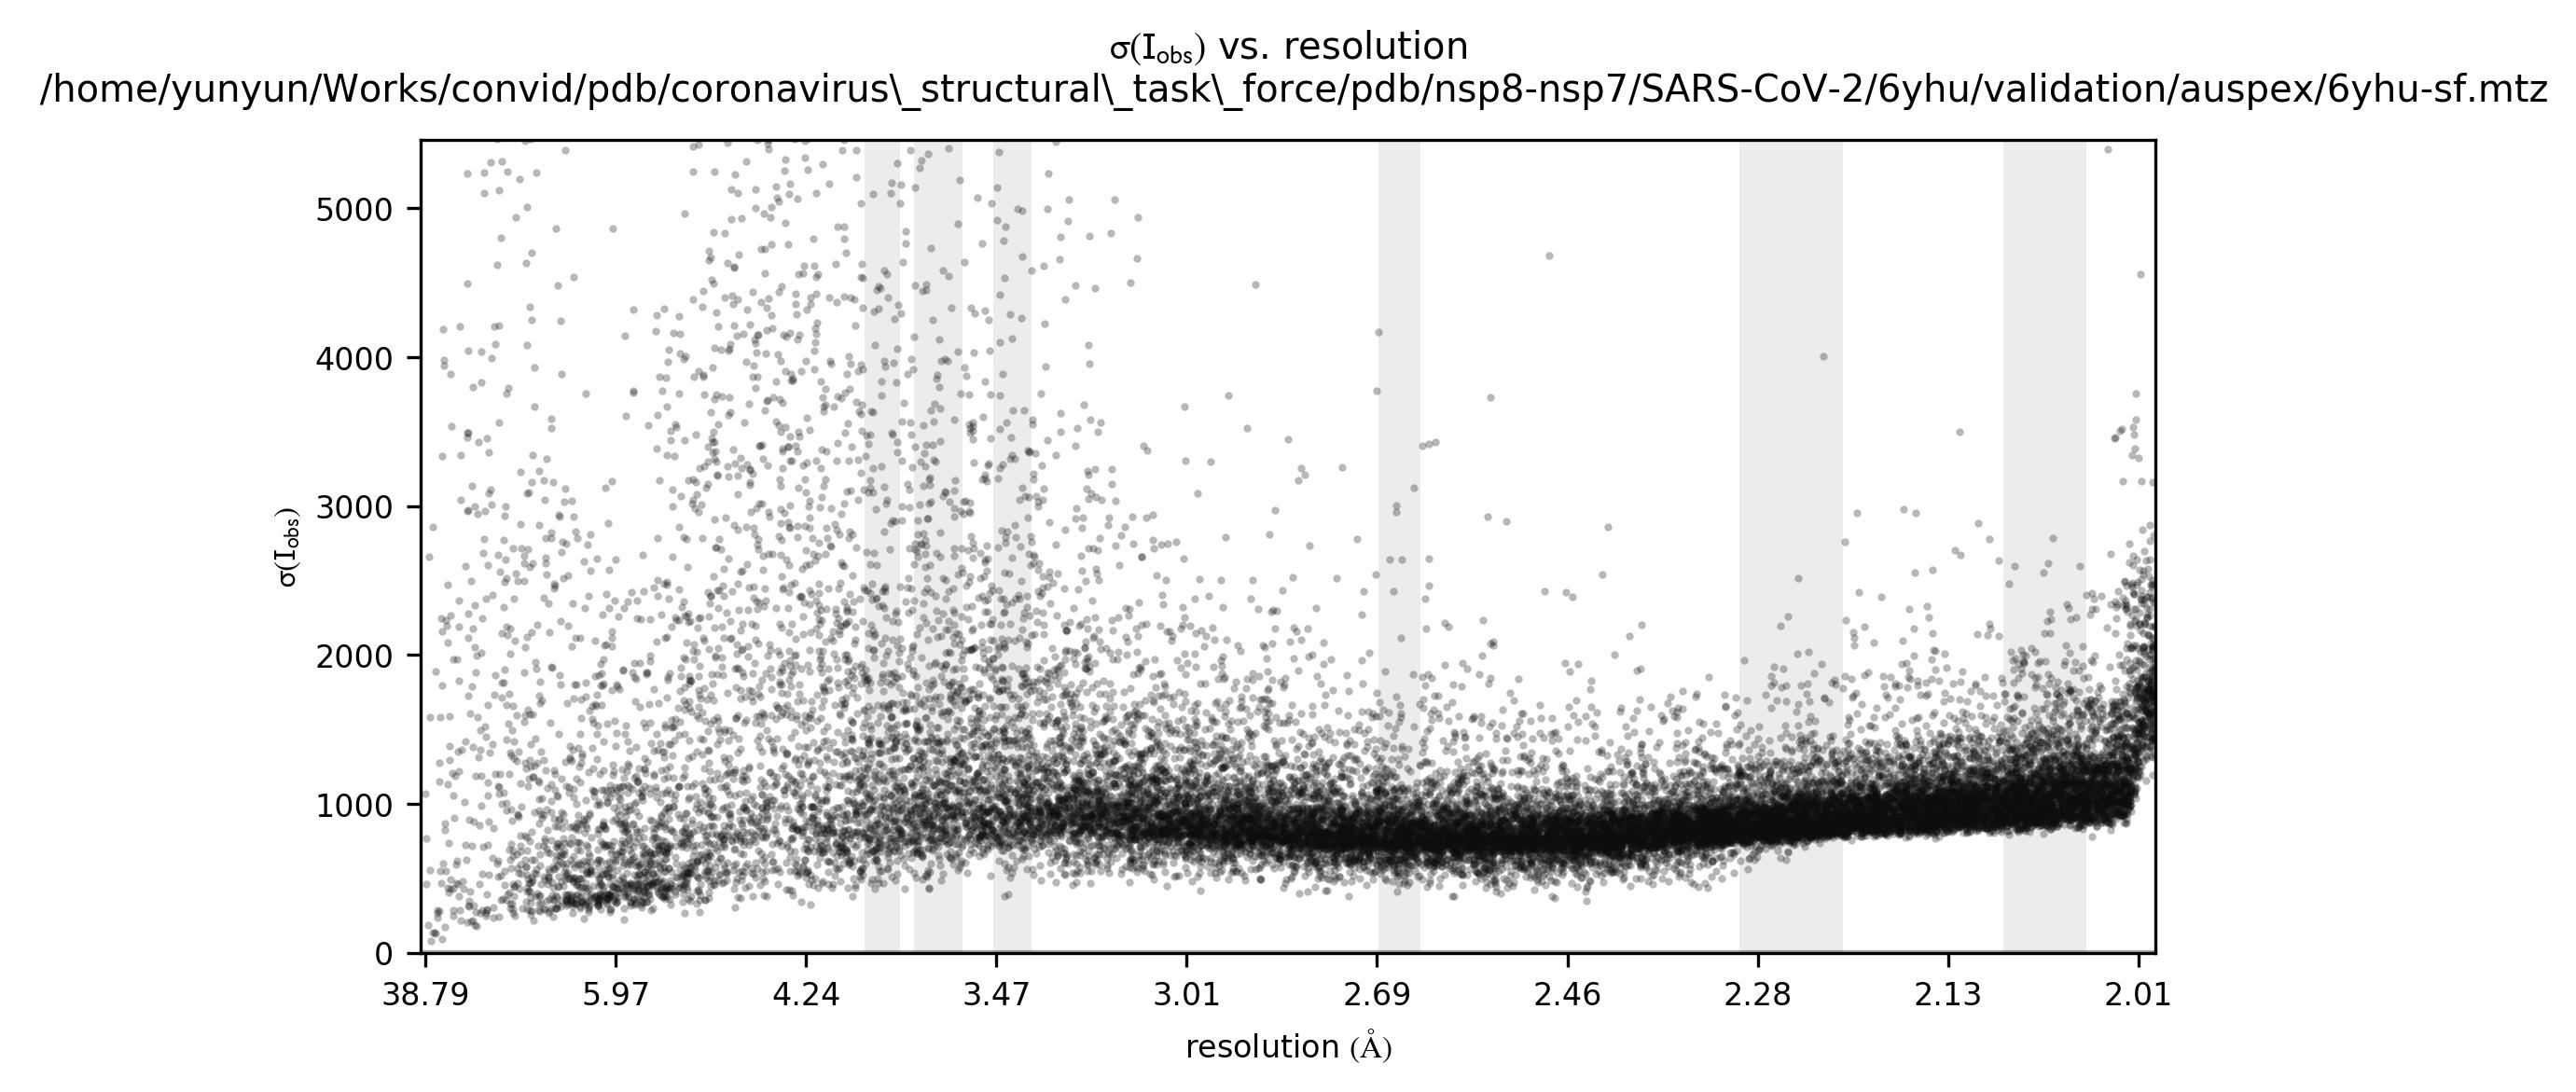 σ(I_obs) vs. resolution
/home/yunyun/Works/convid/pdb/coronavirus\_structural\_task\_force/pdb/nsp8-nsp7/SARS-CoV-2/6yhu/validation/auspex/6yhu-sf.mtz
5000
4000
3000
2000
1000
0
σ(I_obs)
38.79 5.97 4.24 3.47 3.01 2.69 2.46 2.28 2.13 2.01
resolution (Å)